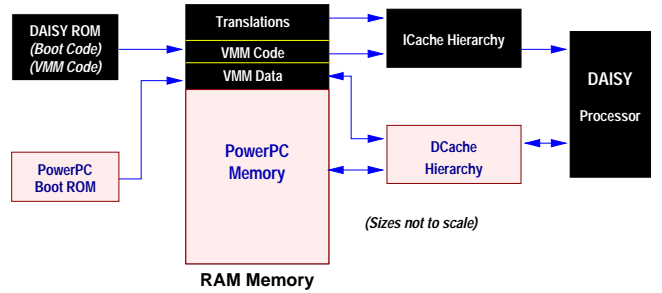 DAISY ROM
(Boot Code)
(VMM Code)
PowerPC
Boot ROM
Translations
VMM Code
VMM Data
PowerPC
Memory
RAM Memory
ICache Hierarchy
DCache
Hierarchy
(Sizes not to scale)
DAISY
Processor